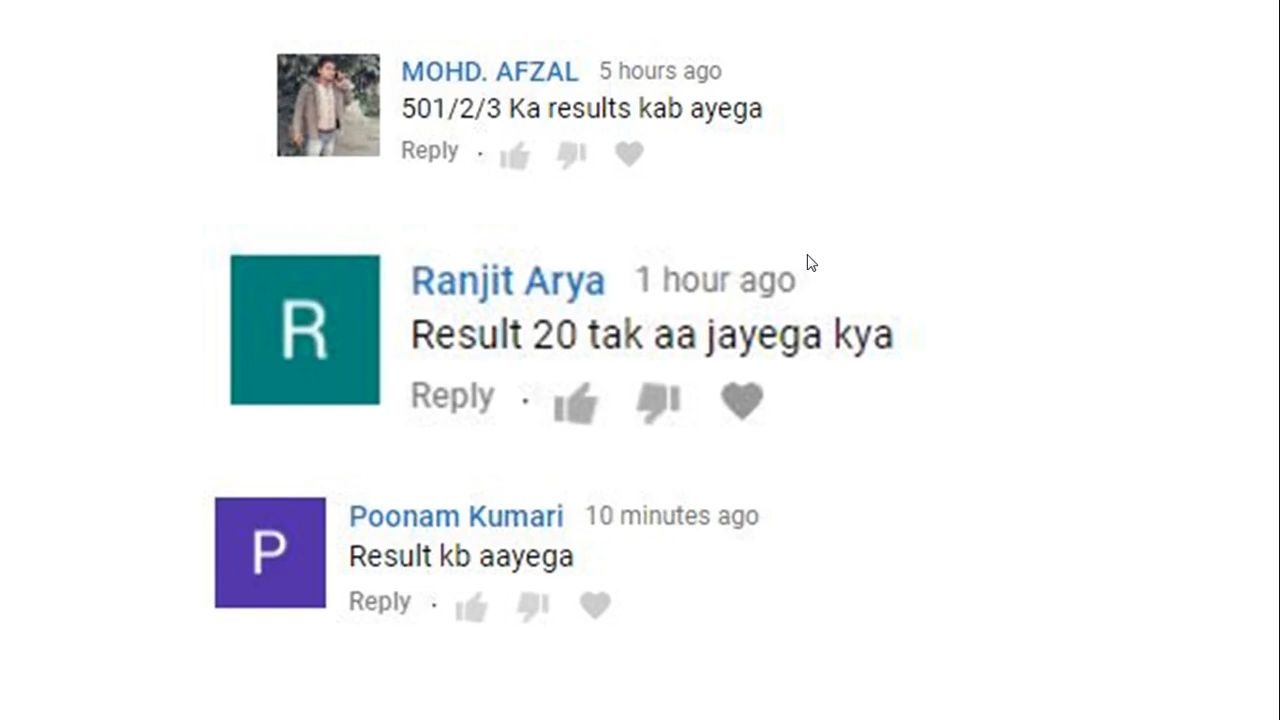 MOHD. AFZAL 5 hours ago
501/2/3 Ka results kab ayega
Reply
R
Ranjit Arya 1 hour ago
Result 20 tak aa jayega kya
Reply
P
Poonam Kumari 10 minutes ago
Result kb aayega
Reply